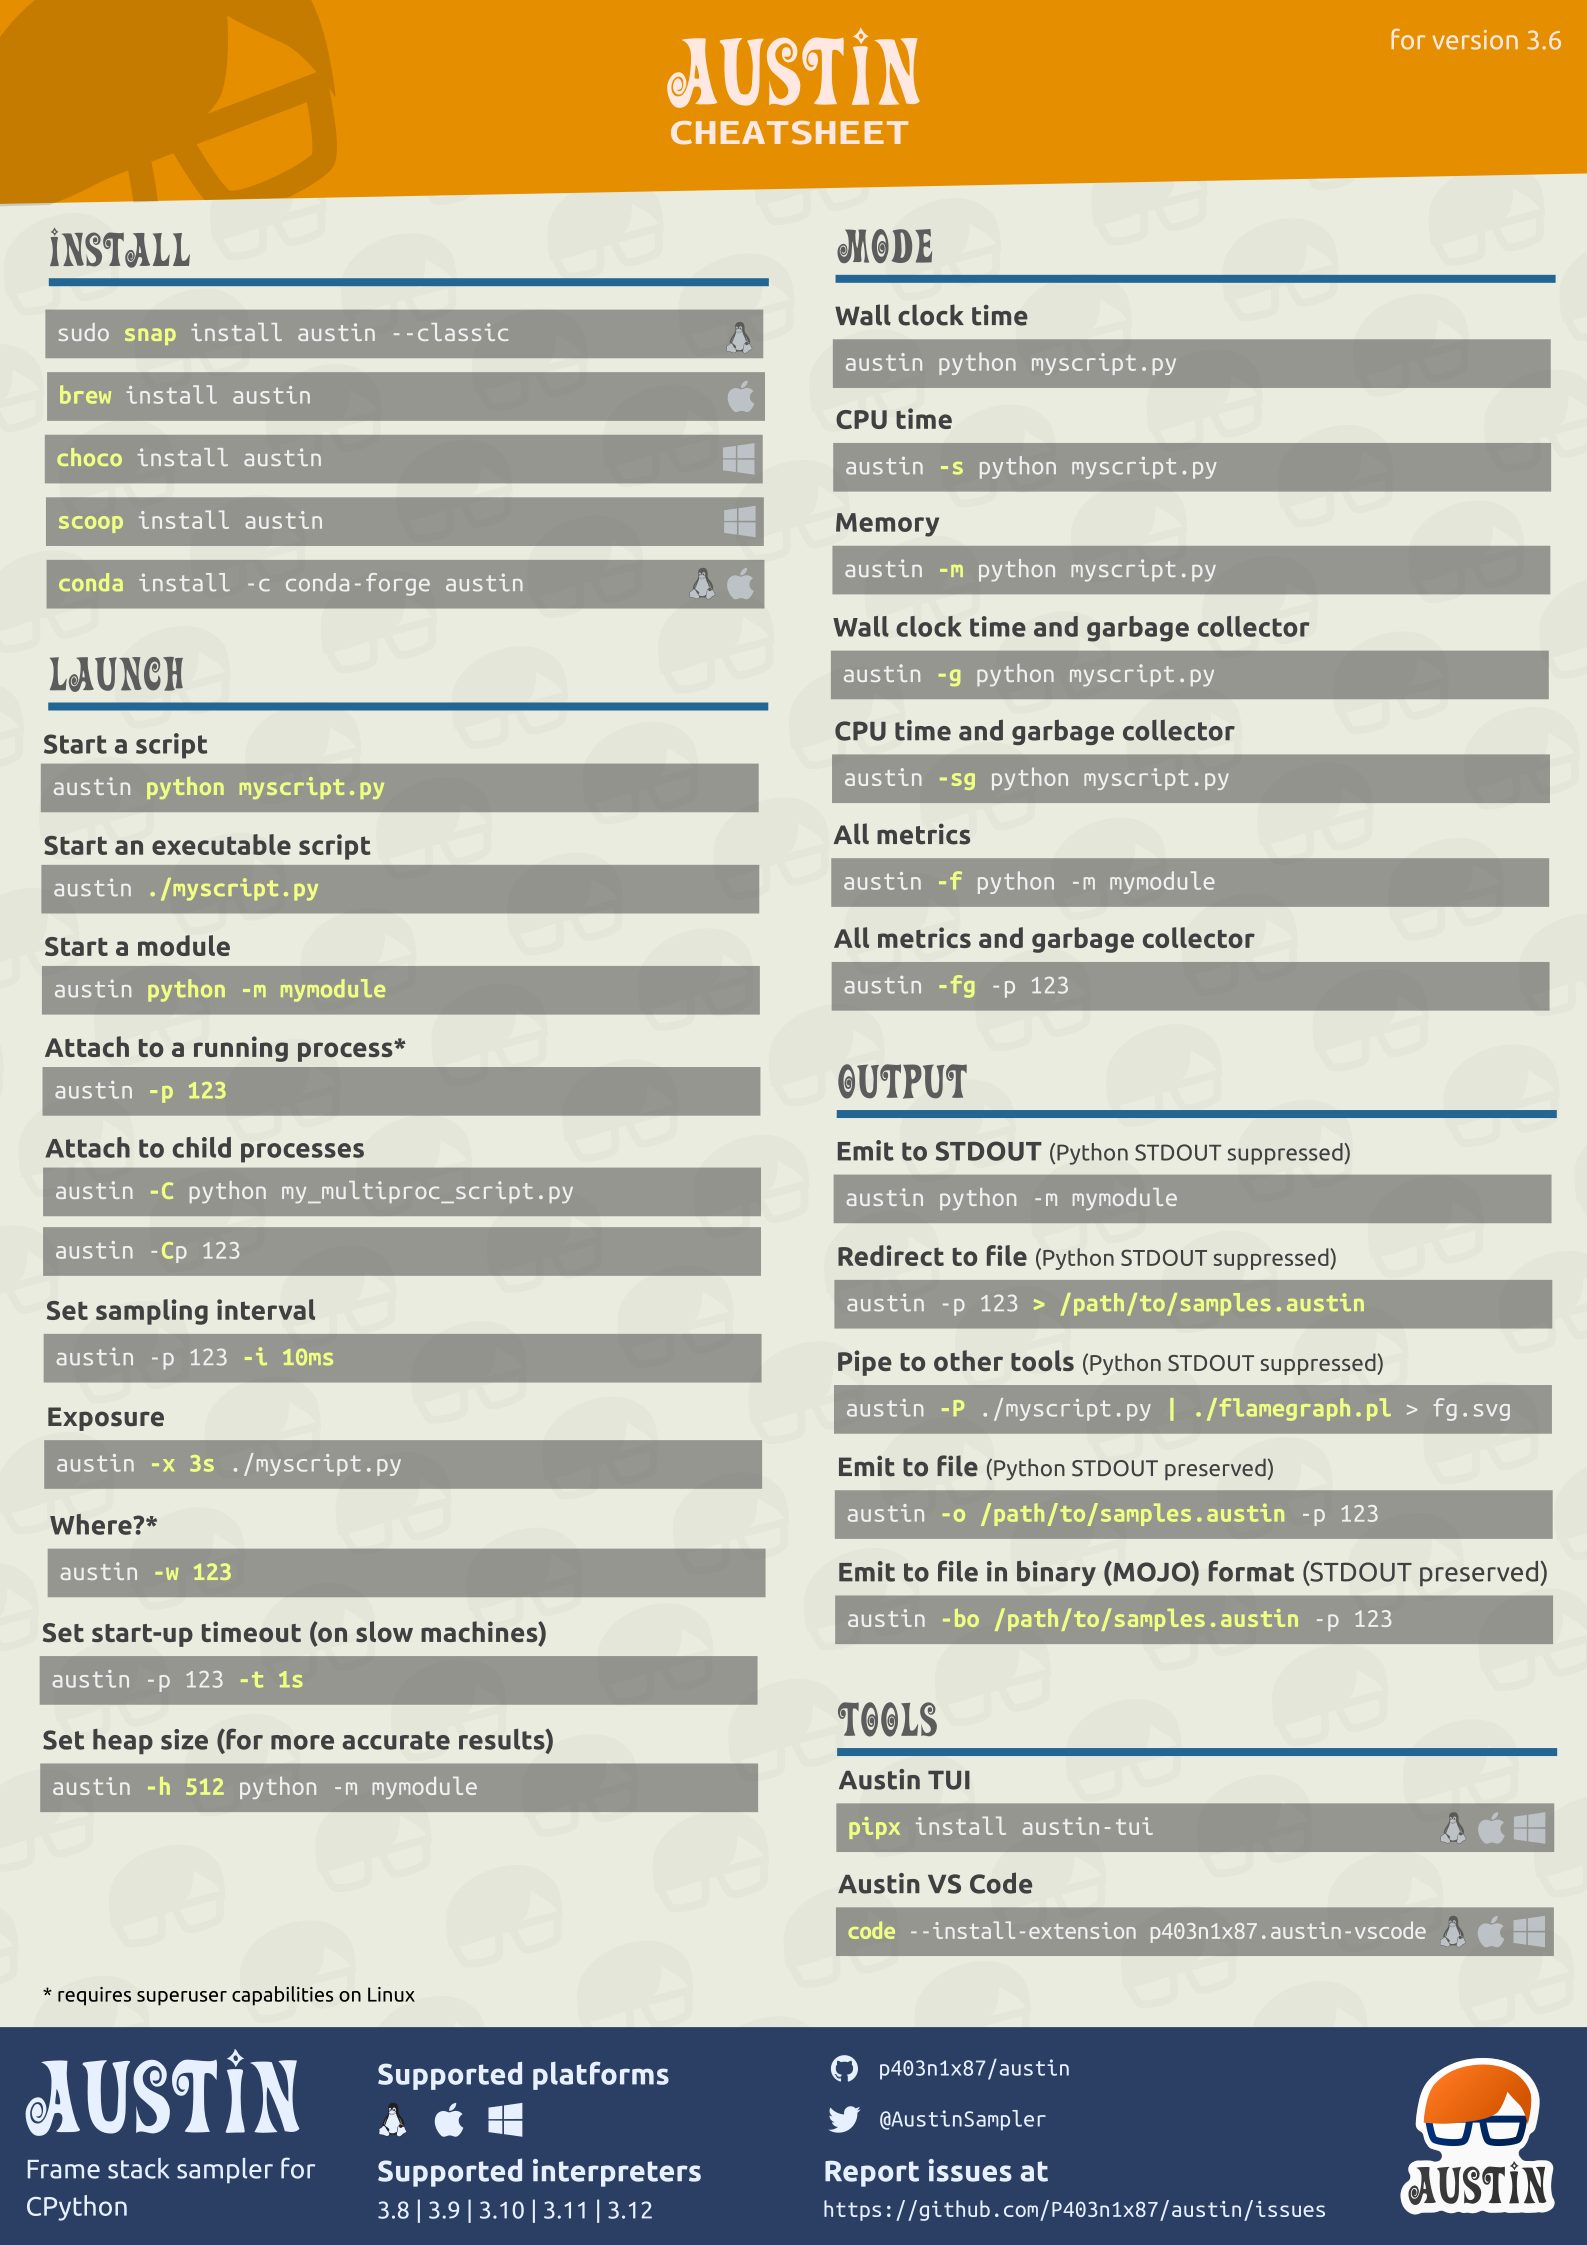 AUSTIN
CHEATSHEET
for version 3.6
INSTALL
sudo snap install austin --classic
brew install austin
choco install austin
scoop install austin
conda install -c conda-forge austin
LAUNCH
Start a script
austin python myscript.py
Start an executable script
austin ./myscript.py
Start a module
austin python -m mymodule
Attach to a running process*
austin -p 123
Attach to child processes
austin -C python my_multiproc_script.py
austin -Cp 123
Set sampling interval
austin -p 123 -i 10ms
Exposure
austin -x 3s ./myscript.py
Where?*
austin -w 123
Set start-up timeout (on slow machines)
austin -p 123 -t 1s
Set heap size (for more accurate results)
austin -h 512 python -m mymodule
* requires superuser capabilities on Linux
MODE
Wall clock time
austin python myscript.py
CPU time
austin -s python myscript.py
Memory
austin -m python myscript.py
Wall clock time and garbage collector
austin -g python myscript.py
CPU time and garbage collector
austin -sg python myscript.py
All metrics
austin -f python -m mymodule
All metrics and garbage collector
austin -fg -p 123
OUTPUT
Emit to STDOUT (Python STDOUT suppressed)
austin python -m mymodule
Redirect to file (Python STDOUT suppressed)
austin -p 123 > /path/to/samples.austin
Pipe to other tools (Python STDOUT suppressed)
austin -P ./myscript.py | ./flamegraph.pl > fg.svg
Emit to file (Python STDOUT preserved)
austin -o /path/to/samples.austin -p 123
Emit to file in binary (MOJO) format (STDOUT preserved)
austin -bo /path/to/samples.austin -p 123
TOOLS
Austin TUI
pipx install austin-tui
Austin VS Code
code --install-extension p403n1x87.austin-vscode
AUSTIN
Frame stack sampler for
CPython
Supported platforms
Supported interpreters
3.8 | 3.9 | 3.10 | 3.11 | 3.12
p403n1x87/austin
@AustinSampler
Report issues at
https://github.com/P403n1x87/austin/issues
AUSTIN